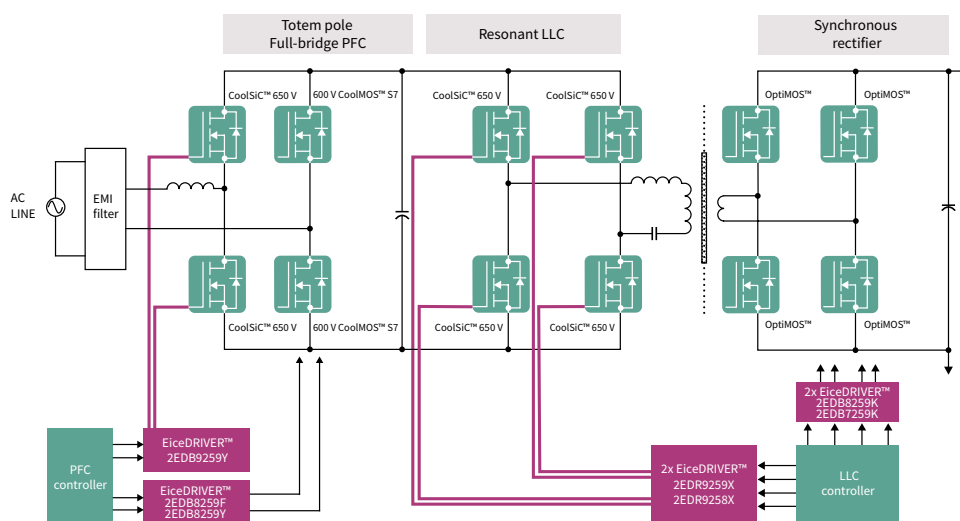 Totem pole
Full-bridge PFC
Resonant LLC
Synchronous
rectifier
CoolSiC™ 650 V
600 V CoolMOS™ S7
CoolSiC™ 650 V
CoolSiC™ 650 V
OptiMOS™
OptiMOS™
AC
LINE
EMI
filter
CoolSiC™ 650 V
600 V CoolMOS™ S7
CoolSiC™ 650 V
CoolSiC™ 650 V
OptiMOS™
OptiMOS™
PFC
controller
EiceDRIVER™
2EDB9259Y
EiceDRIVER™
2EDB8259F
2EDB8259Y
2x EiceDRIVER™
2EDR9259X
2EDR9258X
2x EiceDRIVER™
2EDB8259K
2EDB7259K
LLC
controller